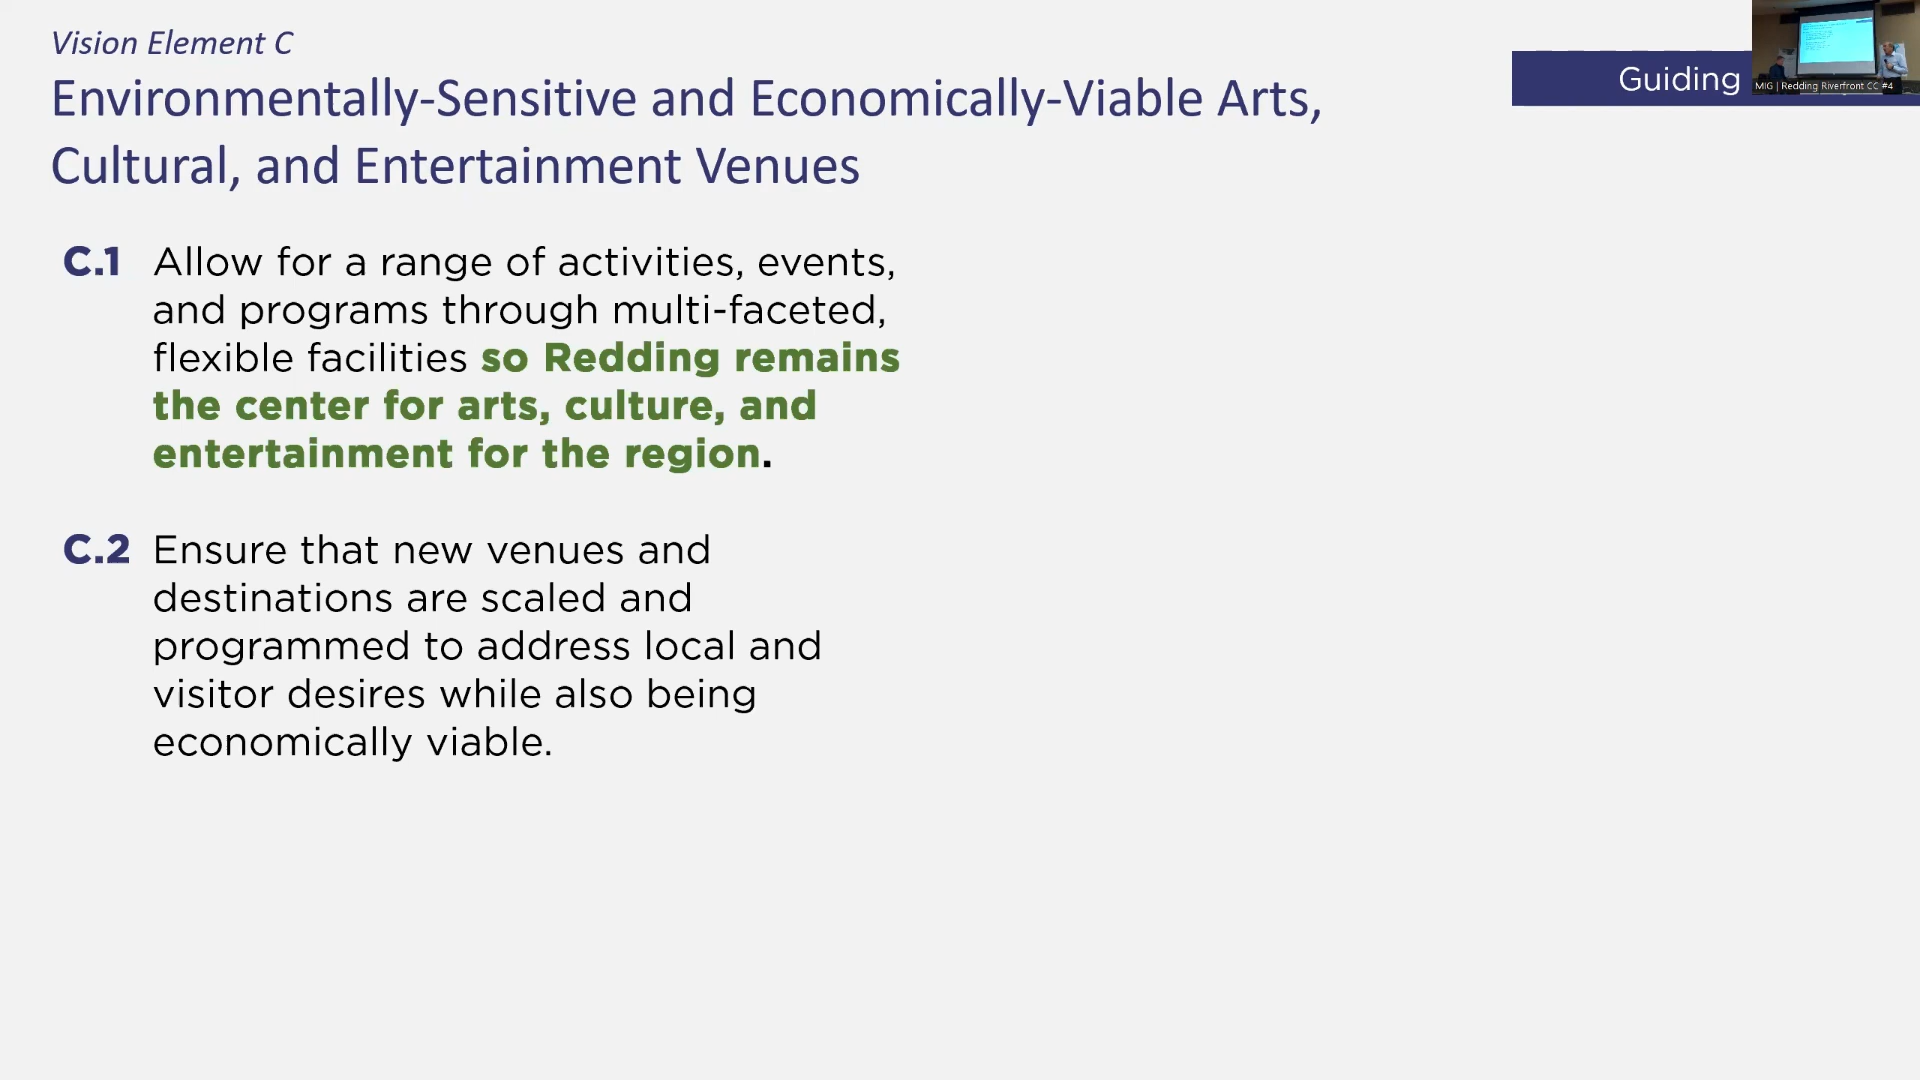 Vision Element C
Environmentally-Sensitive and Economically-Viable Arts,
Cultural, and Entertainment Venues
Guiding
MIG | Redding Riverfront CC #4
C.1 Allow for a range of activities, events,
and programs through multi-faceted,
flexible facilities so Redding remains
the center for arts, culture, and
entertainment for the region.
C.2 Ensure that new venues and
destinations are scaled and
programmed to address local and
visitor desires while also being
economically viable.